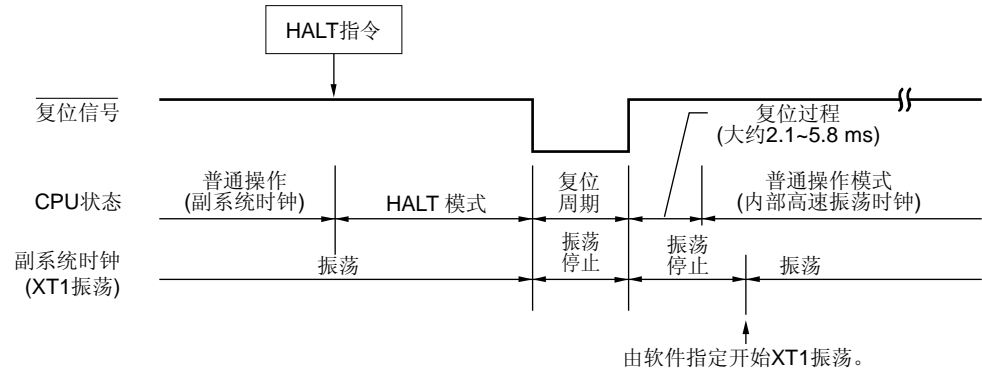 HALT指令
复位信号
复位过程
(大约2.1~5.8 ms)
CPU状态
普通操作
(副系统时钟)
HALT 模式
复位
周期
普通操作模式
(内部高速振荡时钟)
副系统时钟
(XT1振荡)
振荡
振荡
停止
振荡
停止
振荡
由软件指定开始XT1振荡。